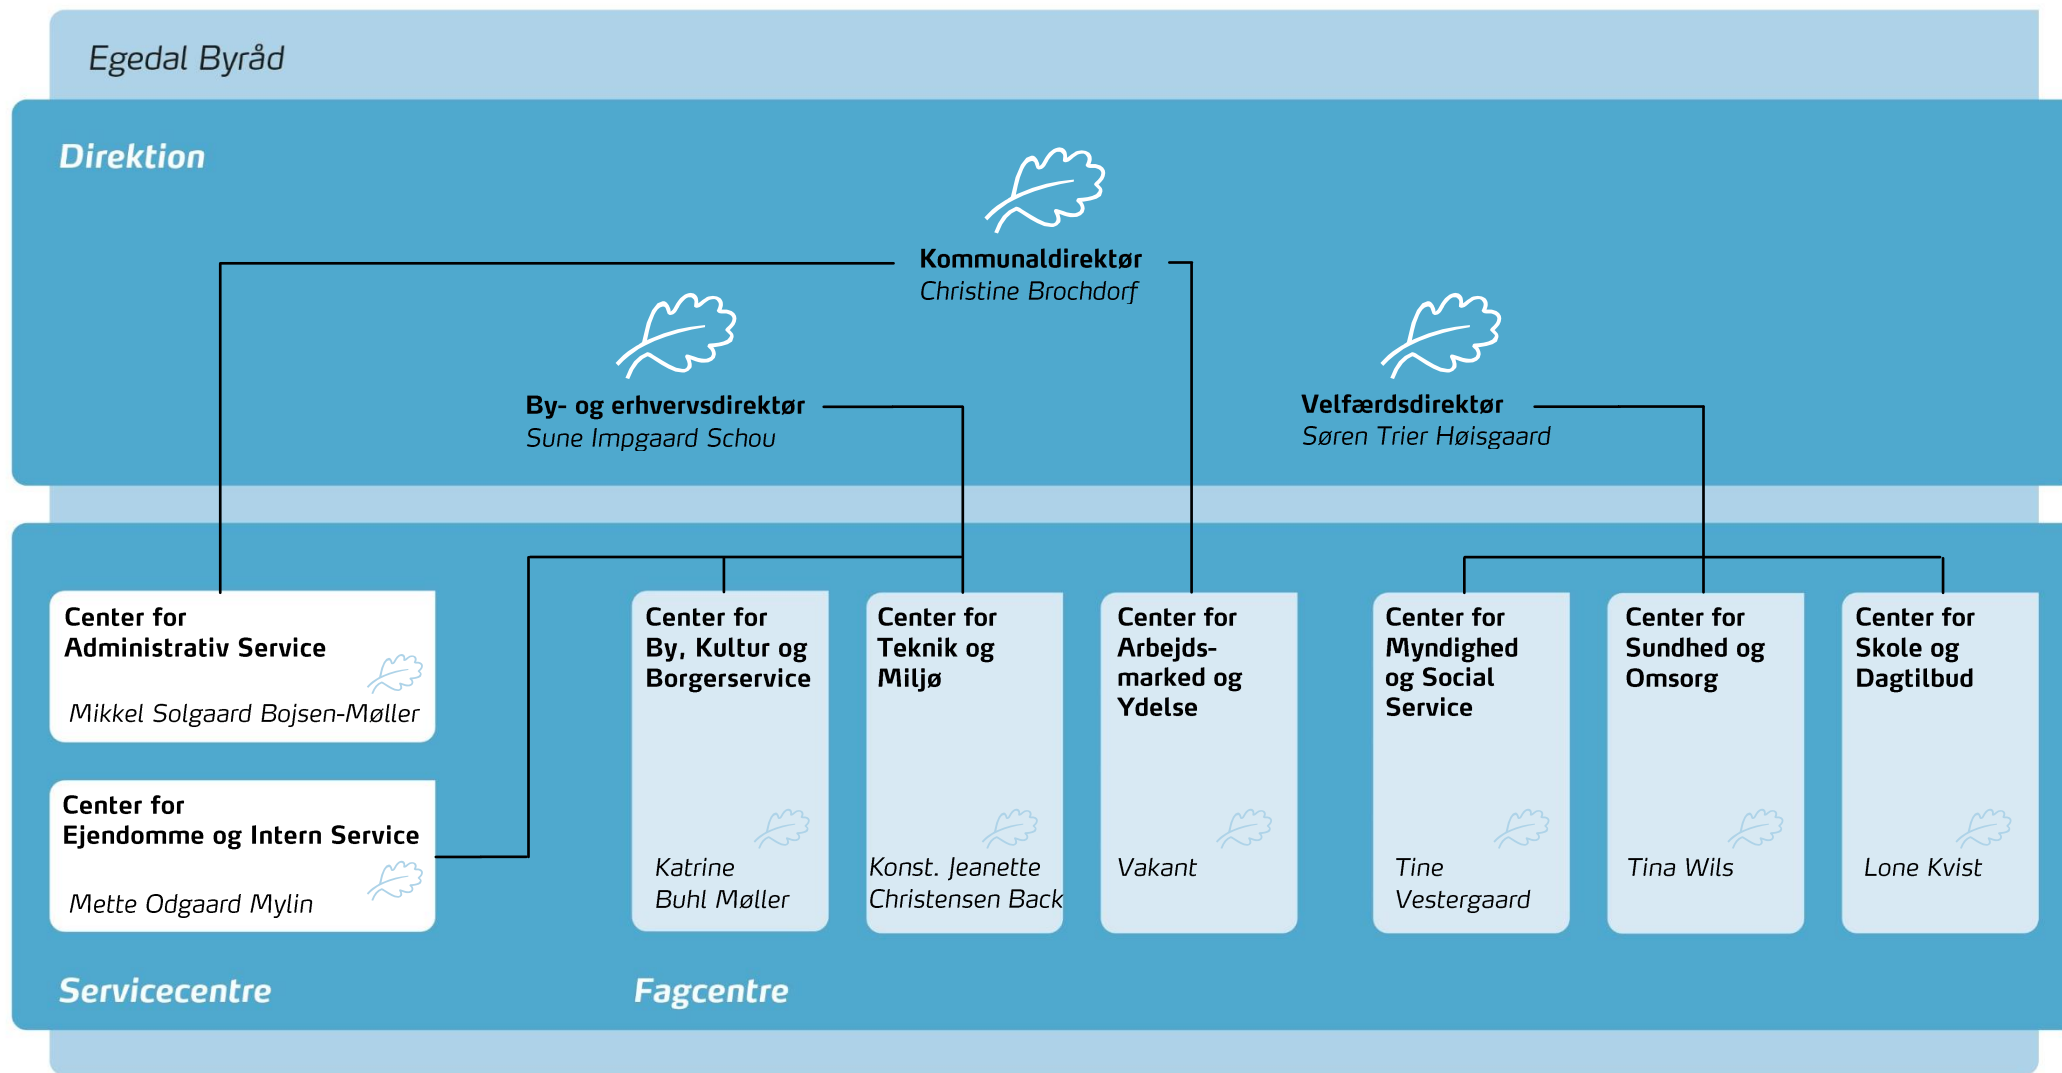 Egedal Byråd
Direktion
Kommunaldirektør
Christine Brochdorf
By- og erhvervsdirektør
Sune Impgaard Schou
Velfærdsdirektør
Søren Trier Høisgaard
Center for
Administrativ Service
Mikkel Solgaard Bojsen-Møller
Center for
Ejendomme og Intern Service
Mette Odgaard Mylin
Center for
By, Kultur og
Borgerservice
Katrine
Buhl Møller
Center for
Teknik og
Miljø
Konst. Jeanette
Christensen Back
Center for
Arbejds-
marked og
Ydelse
Vakant
Center for
Myndighed
og Social
Service
Tine
Vestergaard
Center for
Sundhed og
Omsorg
Tina Wils
Center for
Skole og
Dagtilbud
Lone Kvist
Servicecentre
Fagcentre